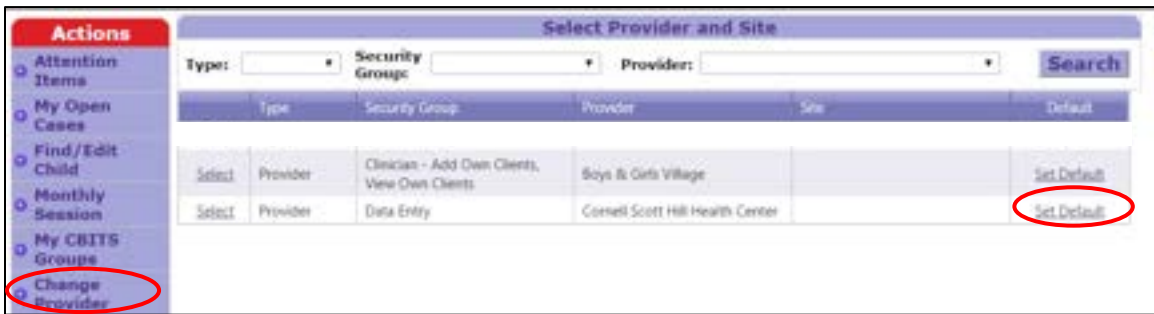 Actions
Attention
Items
My Open
Cases
Find/Edit
Child
Monthly
Session
My CBITS
Groups
Change
Provider
Select Provider and Site
Type:
Security
Group:
Provider:
Search
Type Security Group Provider Site Default
Select Provider Clinician - Add Own Clients,
View Own Clients Boys & Girls Village Set Default
Select Provider Data Entry Cornell Scott Hill Health Center Set Default